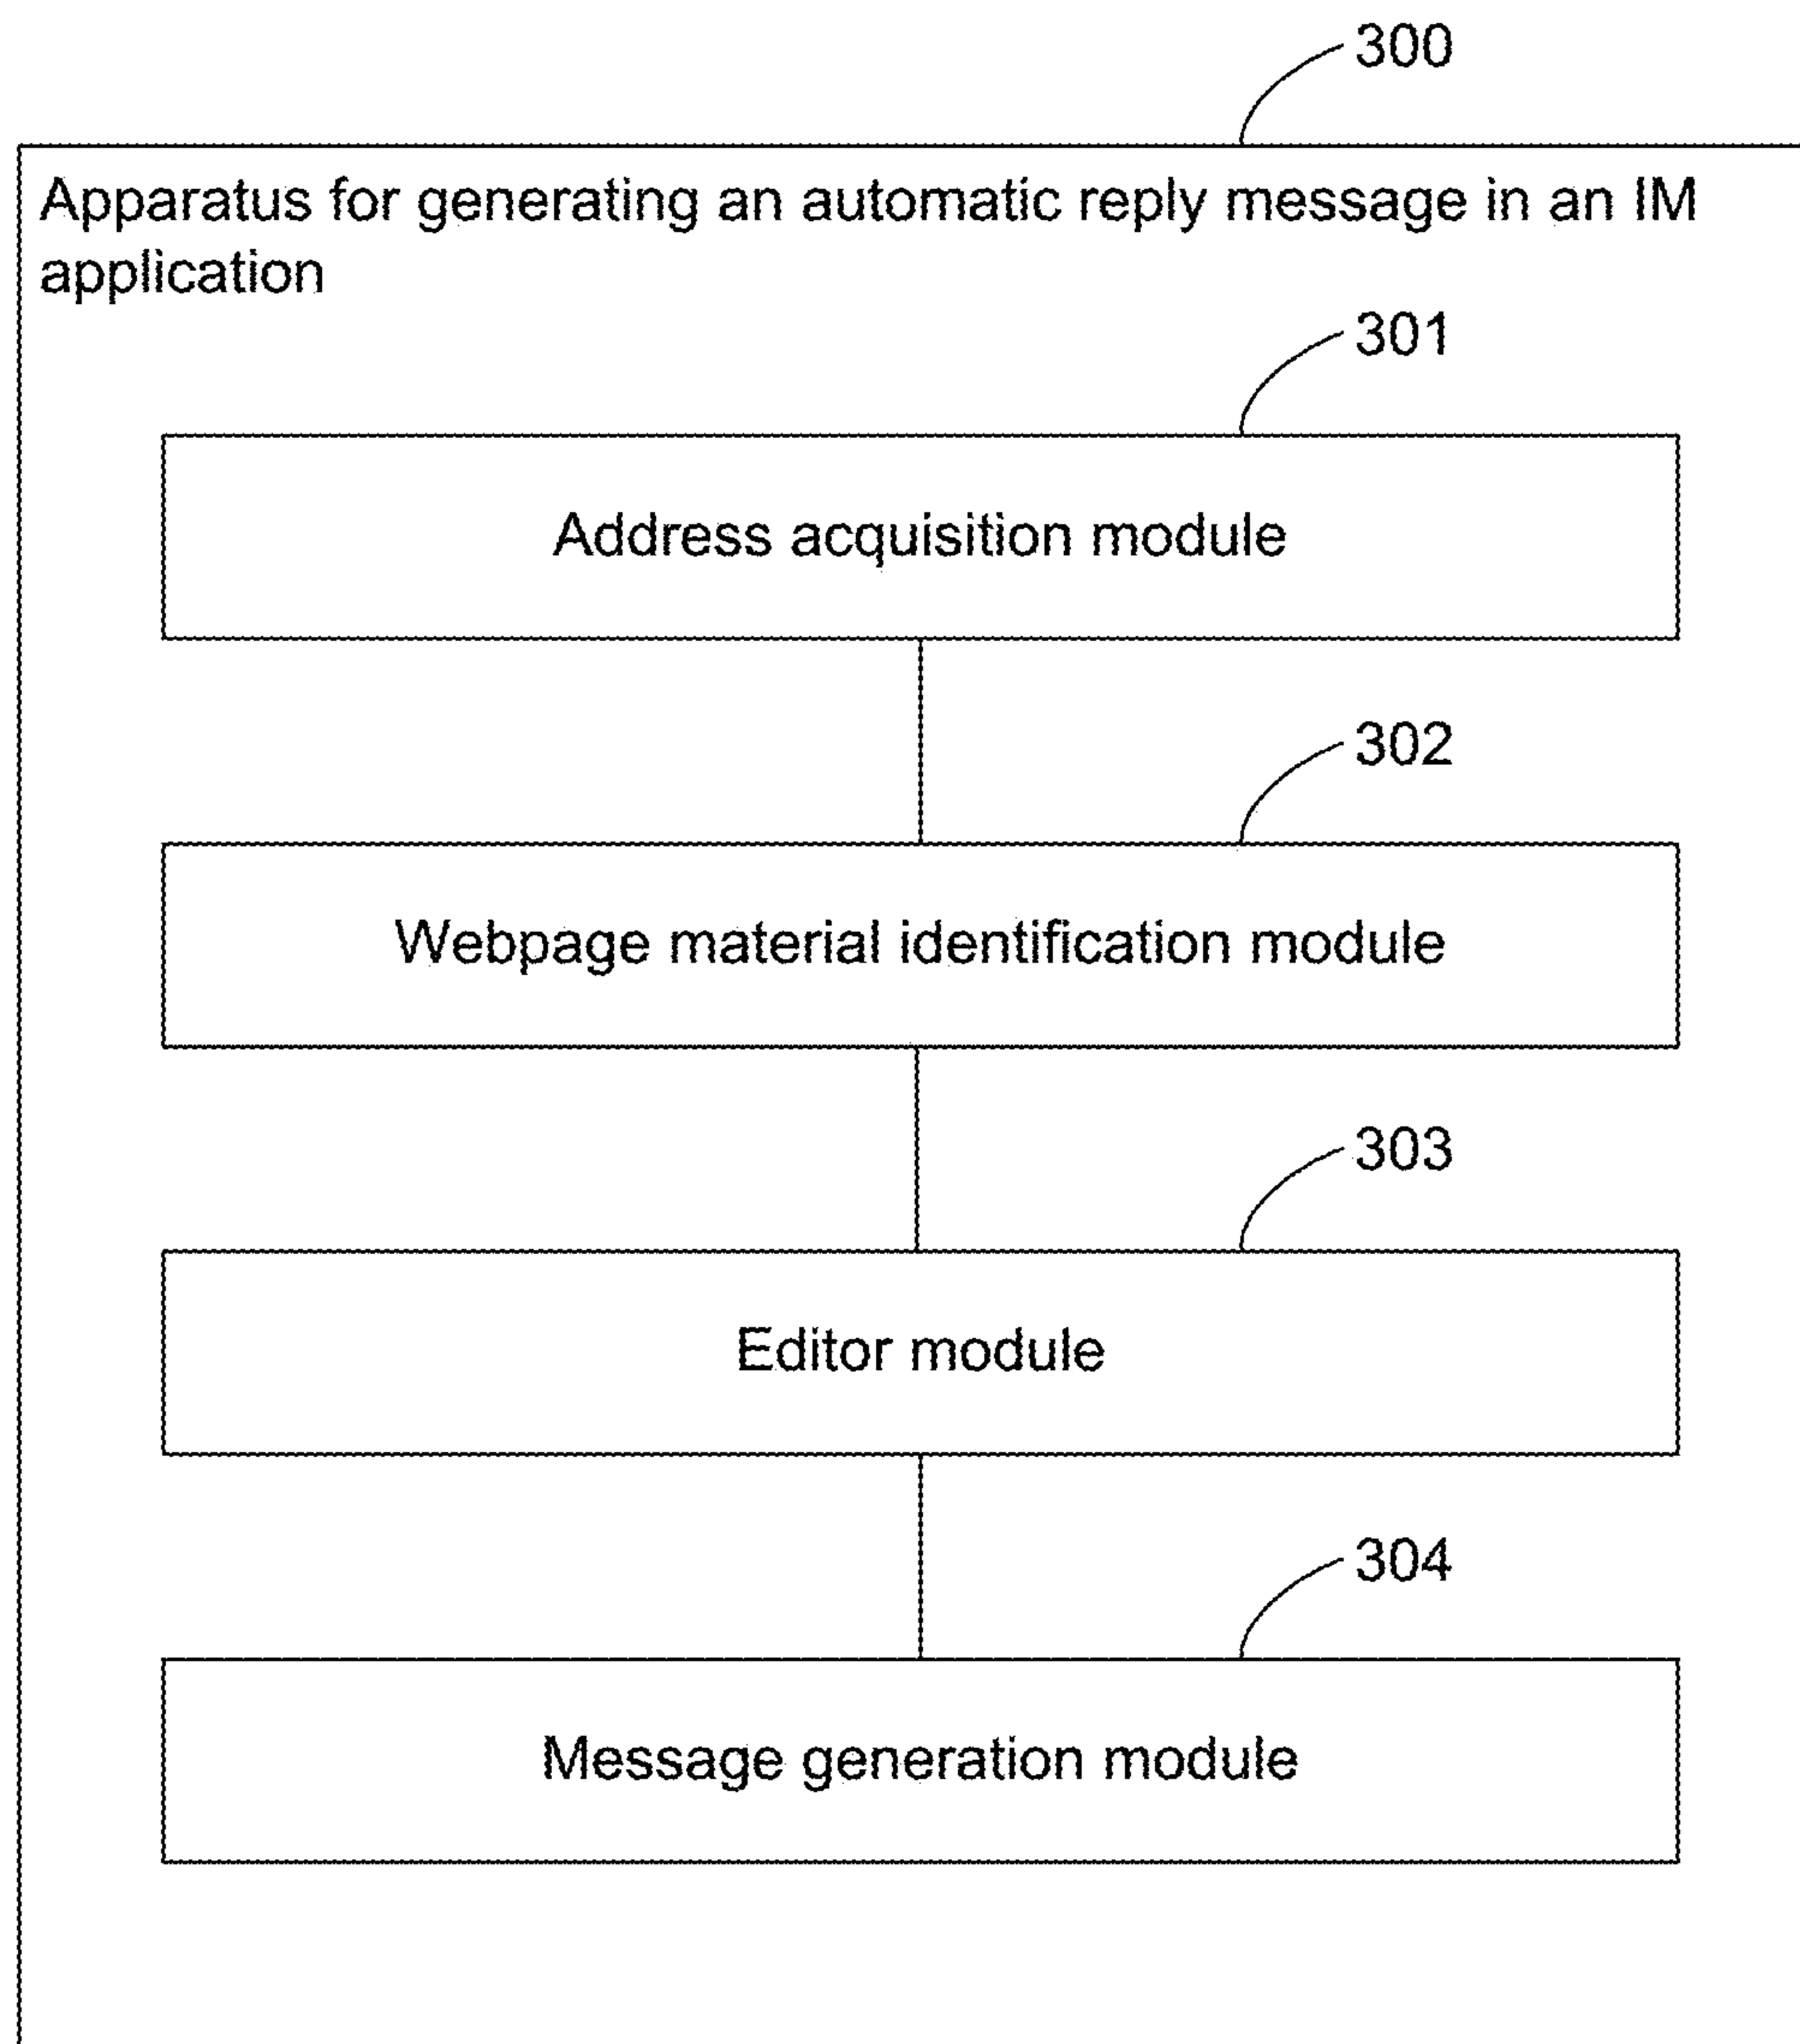 300
Apparatus for generating an automatic reply message in an IM
application
301
Address acquisition module
302
Webpage material identification module
303
Editor module
304
Message generation module